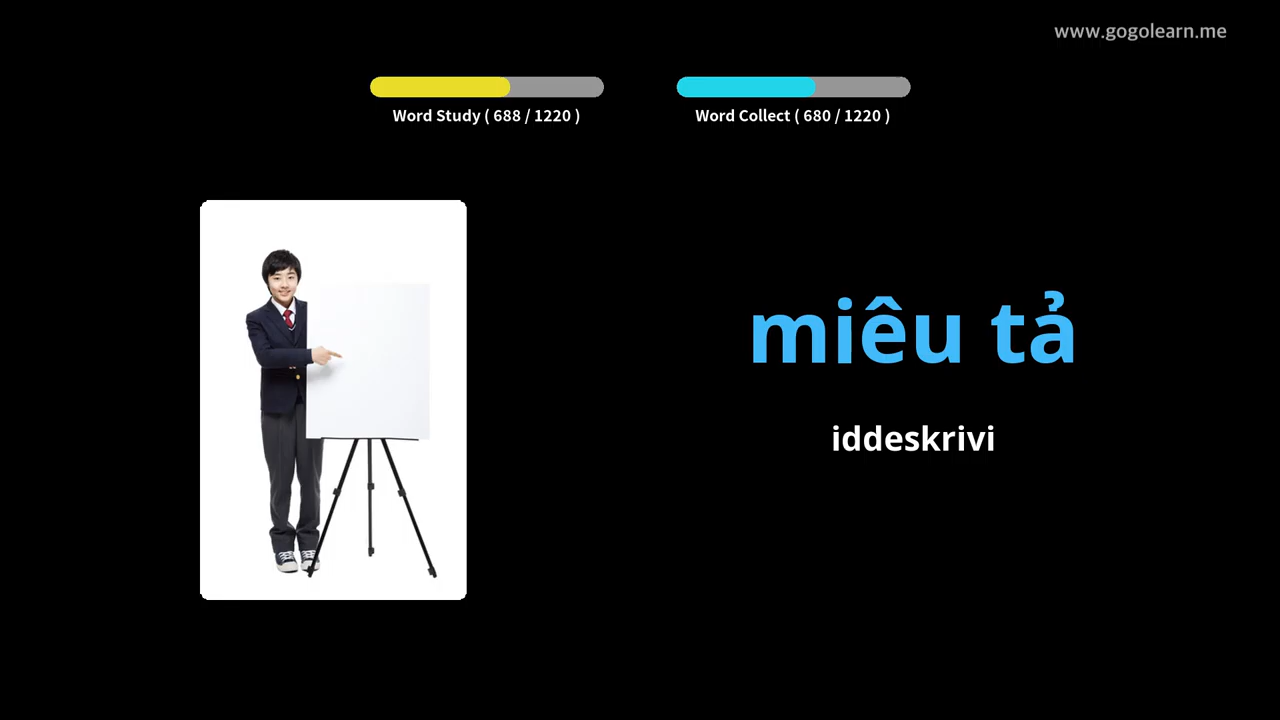 www.gogolearn.me
Word Study ( 688 / 1220 )
Word Collect ( 680 / 1220 )
miêu tả
iddeskrivi